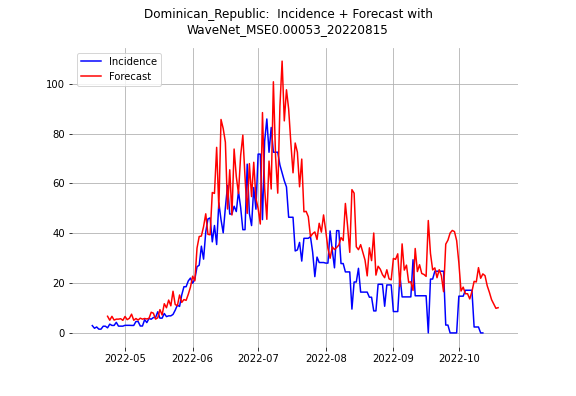 Dominican_Republic:  Incidence + Forecast with
WaveNet_MSE0.00053_20220815
Incidence
Forecast
100
80
60
40
20
0
2022-05 2022-06 2022-07 2022-08 2022-09 2022-10